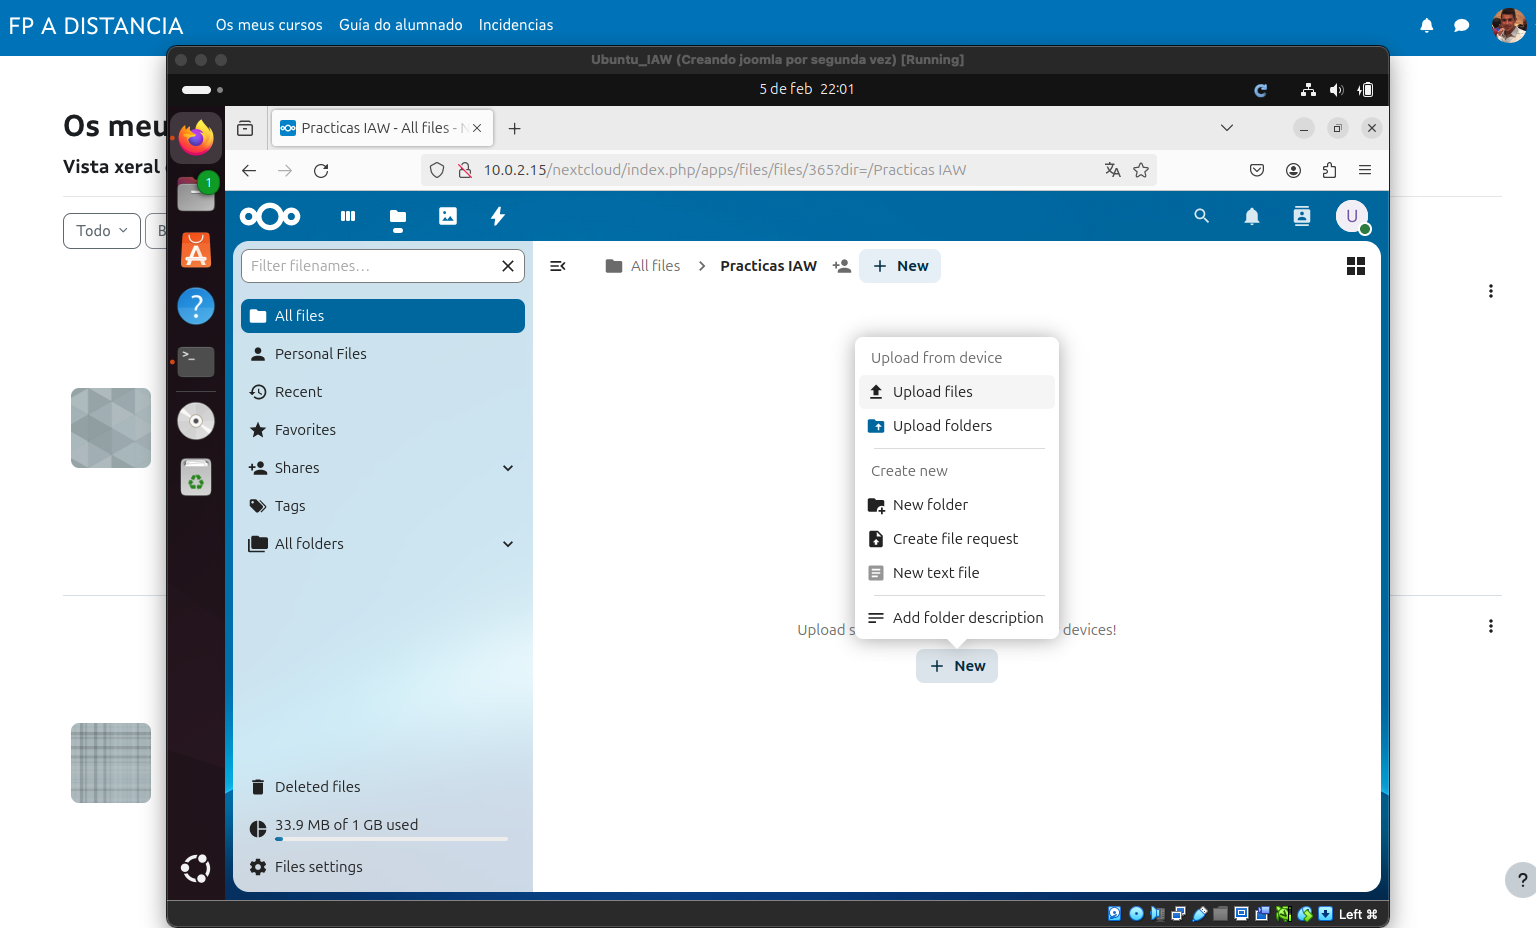 FP A DISTANCIA
Os meus cursos
Guía do alumnado
Incidencias
Ubuntu_IAW (Creando joomla por segunda vez) [Running]
5 de feb 22:01
Os meu
Vista xeral
Todo
B
1
Practicas IAW - All files - N
10.0.2.15/nextcloud/index.php/apps/files/files/365?dir=/Practicas IAW
U
Filter filenames...
All files
Personal Files
Recent
Favorites
Shares
Tags
All folders
Deleted files
33.9 MB of 1 GB used
Files settings
All files
Practicas IAW
+ New
Upload from device
Upload files
Upload folders
Create new
New folder
Create file request
New text file
Add folder description
Upload s
devices!
+ New
?
Left ⌘